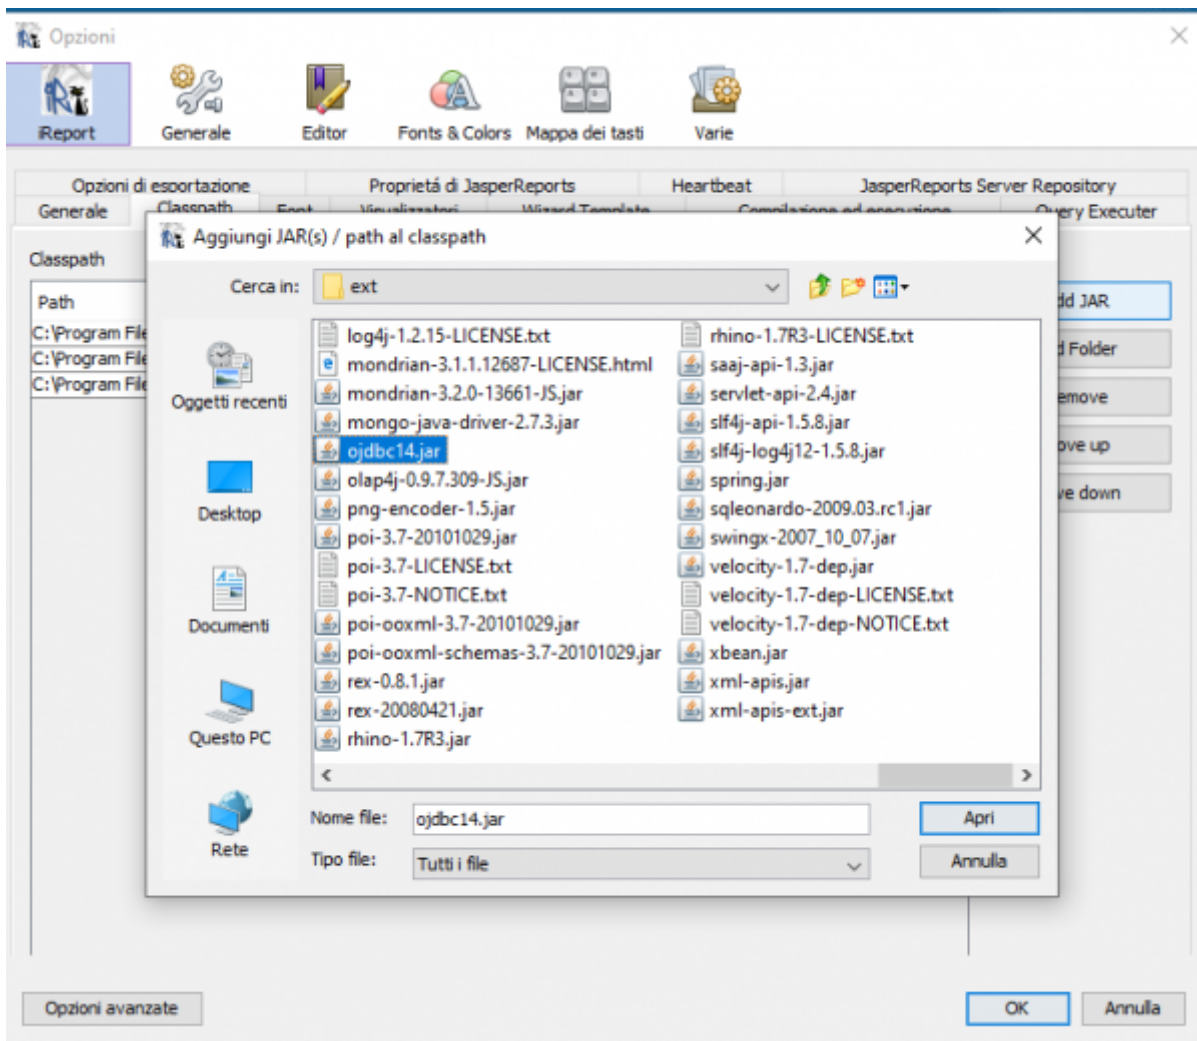 Opzioni
iReport Generale Editor Fonts & Colors Mappa dei tasti Varie
Opzioni di esportazione Proprietá di JasperReports Heartbeat JasperReports Server Repository
Generale Classpath Font Visualizzatori Wizard Template Compilazione ed esecuzione Query Executer
Aggiungi JAR(s) / path al classpath
Classpath
Cerca in: ext
Path
C:\Program File
C:\Program File
C:\Program File
Oggetti recenti
Desktop
Documenti
Questo PC
Rete
log4j-1.2.15-LICENSE.txt
mondrian-3.1.1.12687-LICENSE.html
mondrian-3.2.0-13661-JS.jar
mongo-java-driver-2.7.3.jar
ojdbc14.jar
olap4j-0.9.7.309-JS.jar
png-encoder-1.5.jar
poi-3.7-20101029.jar
poi-3.7-LICENSE.txt
poi-3.7-NOTICE.txt
poi-ooxml-3.7-20101029.jar
poi-ooxml-schemas-3.7-20101029.jar
rex-0.8.1.jar
rex-20080421.jar
rhino-1.7R3.jar
rhino-1.7R3-LICENSE.txt
saaj-api-1.3.jar
servlet-api-2.4.jar
slf4j-api-1.5.8.jar
slf4j-log4j12-1.5.8.jar
spring.jar
sqleonardo-2009.03.rc1.jar
swingx-2007_10_07.jar
velocity-1.7-dep.jar
velocity-1.7-dep-LICENSE.txt
velocity-1.7-dep-NOTICE.txt
xbean.jar
xml-apis.jar
xml-apis-ext.jar
dd JAR
d Folder
emove
ove up
ve down
Nome file: ojdbc14.jar Apri
Tipo file: Tutti i file Annulla
Opzioni avanzate OK Annulla